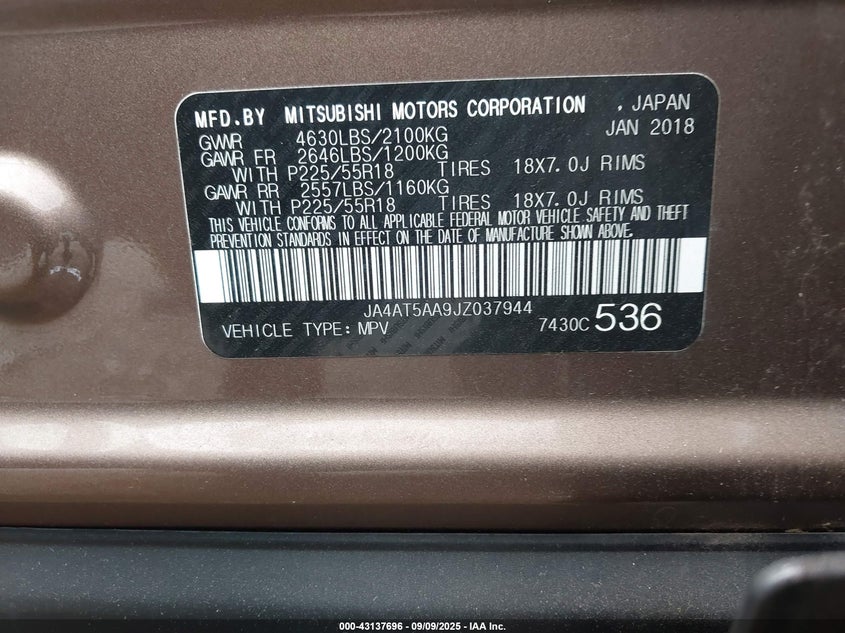 MFD.BY MITSUBISHI MOTORS CORPORATION , JAPAN
GVWR 4630LBS/2100KG JAN 2018
GAWR FR 2646LBS/1200KG
WITH P225/55R18 TIRES 18X7.0J RIMS
GAWR RR 2557LBS/1160KG
WITH P225/55R18 TIRES 18X7.0J RIMS
THIS VEHICLE CONFORMS TO ALL APPLICABLE FEDERAL MOTOR VEHICLE SAFETY AND THEFT
PREVENTION STANDARDS IN EFFECT ON THE DATE OF MANUFACTURE SHOWN ABOVE.
JA4AT5AA9JZ037944
VEHICLE TYPE: MPV 7430C 536
000-43137696 - 09/09/2025 - IAA Inc.